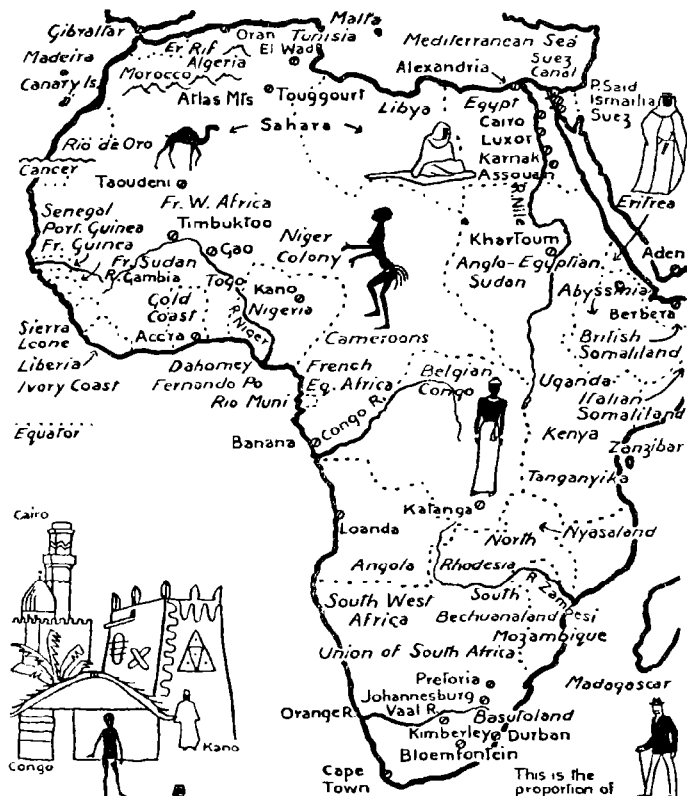 Gibraltar
Malta
Oran
Tunisia
Er Rif
El Wad
Mediterranean Sea
Madeira
Algeria
Alexandria
Suez
Canal
Morocco
Canary Is.
Atlas Mts
Touggourt
Libya
Egypt
P. Said
Ismailia
Suez
Cairo
Sahara
Luxor
Rio de Oro
Karnak
Cancer
Assouan
Taoudeni
R. Nile
Eritrea
Senegal
Fr. W. Africa
Port. Guinea
Timbuktoo
Fr. Guinea
Gao
Niger
Colony
Khartoum
Aden
Fr. Sudan
R. Gambia
Togo
Kano
Anglo-Egyptian
Sudan
Abyssinia
Gold
Coast
Nigeria
Berbera
Sierra
Leone
Accra
R. Niger
Cameroons
British
Somaliland
Liberia
Dahomey
French
Eq. Africa
Belgian
Congo
Ivory Coast
Fernando Po
Uganda
Italian
Somaliland
Rio Muni
Equator
Banana
Congo R.
Kenya
Zanzibar
Tanganyika
Katanga
Cairo
Loanda
North
Nyasaland
Angola
Rhodesia
R. Zambesi
South West
Africa
South
Bechuanaland
Mozambique
Union of South Africa
Pretoria
Madagascar
Johannesburg
Orange R.
Vaal R.
Basutoland
Kano
Kimberley
Durban
Congo
Bloemfontein
Cape
Town
This is the
proportion of